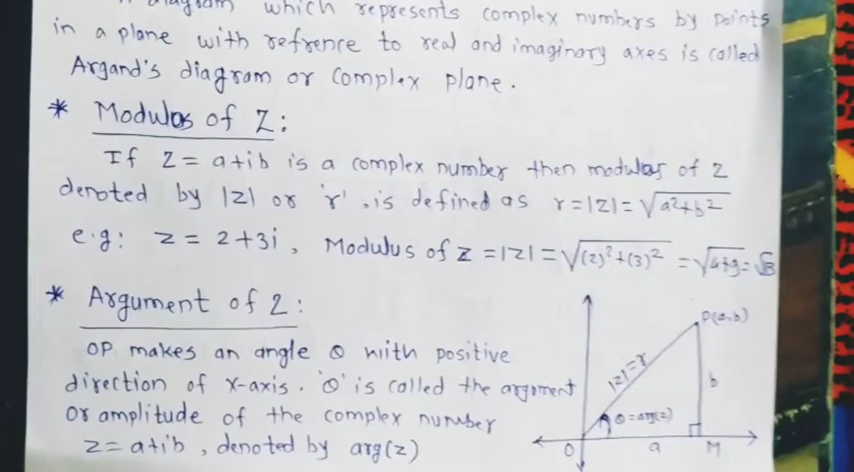 diagram which represents complex numbers by points
in a plane with refrence to real and imaginary axes is called
Argand's diagram or Complex plane.
* Modulus of Z:
If Z = a+ib is a complex number then modulus of Z
denoted by |Z| or 'r', is defined as r = |Z| = √a²+b²
e.g: Z = 2+3i, Modulus of Z = |Z| = √(2)²+(3)² = √4+9 = √13
* Argument of Z:
OP makes an angle θ with positive
direction of X-axis. 'θ' is called the argument
or amplitude of the complex number
Z = a+ib, denoted by arg(z)
P(a,b)
|Z|=r
b
θ=arg(z)
O a M